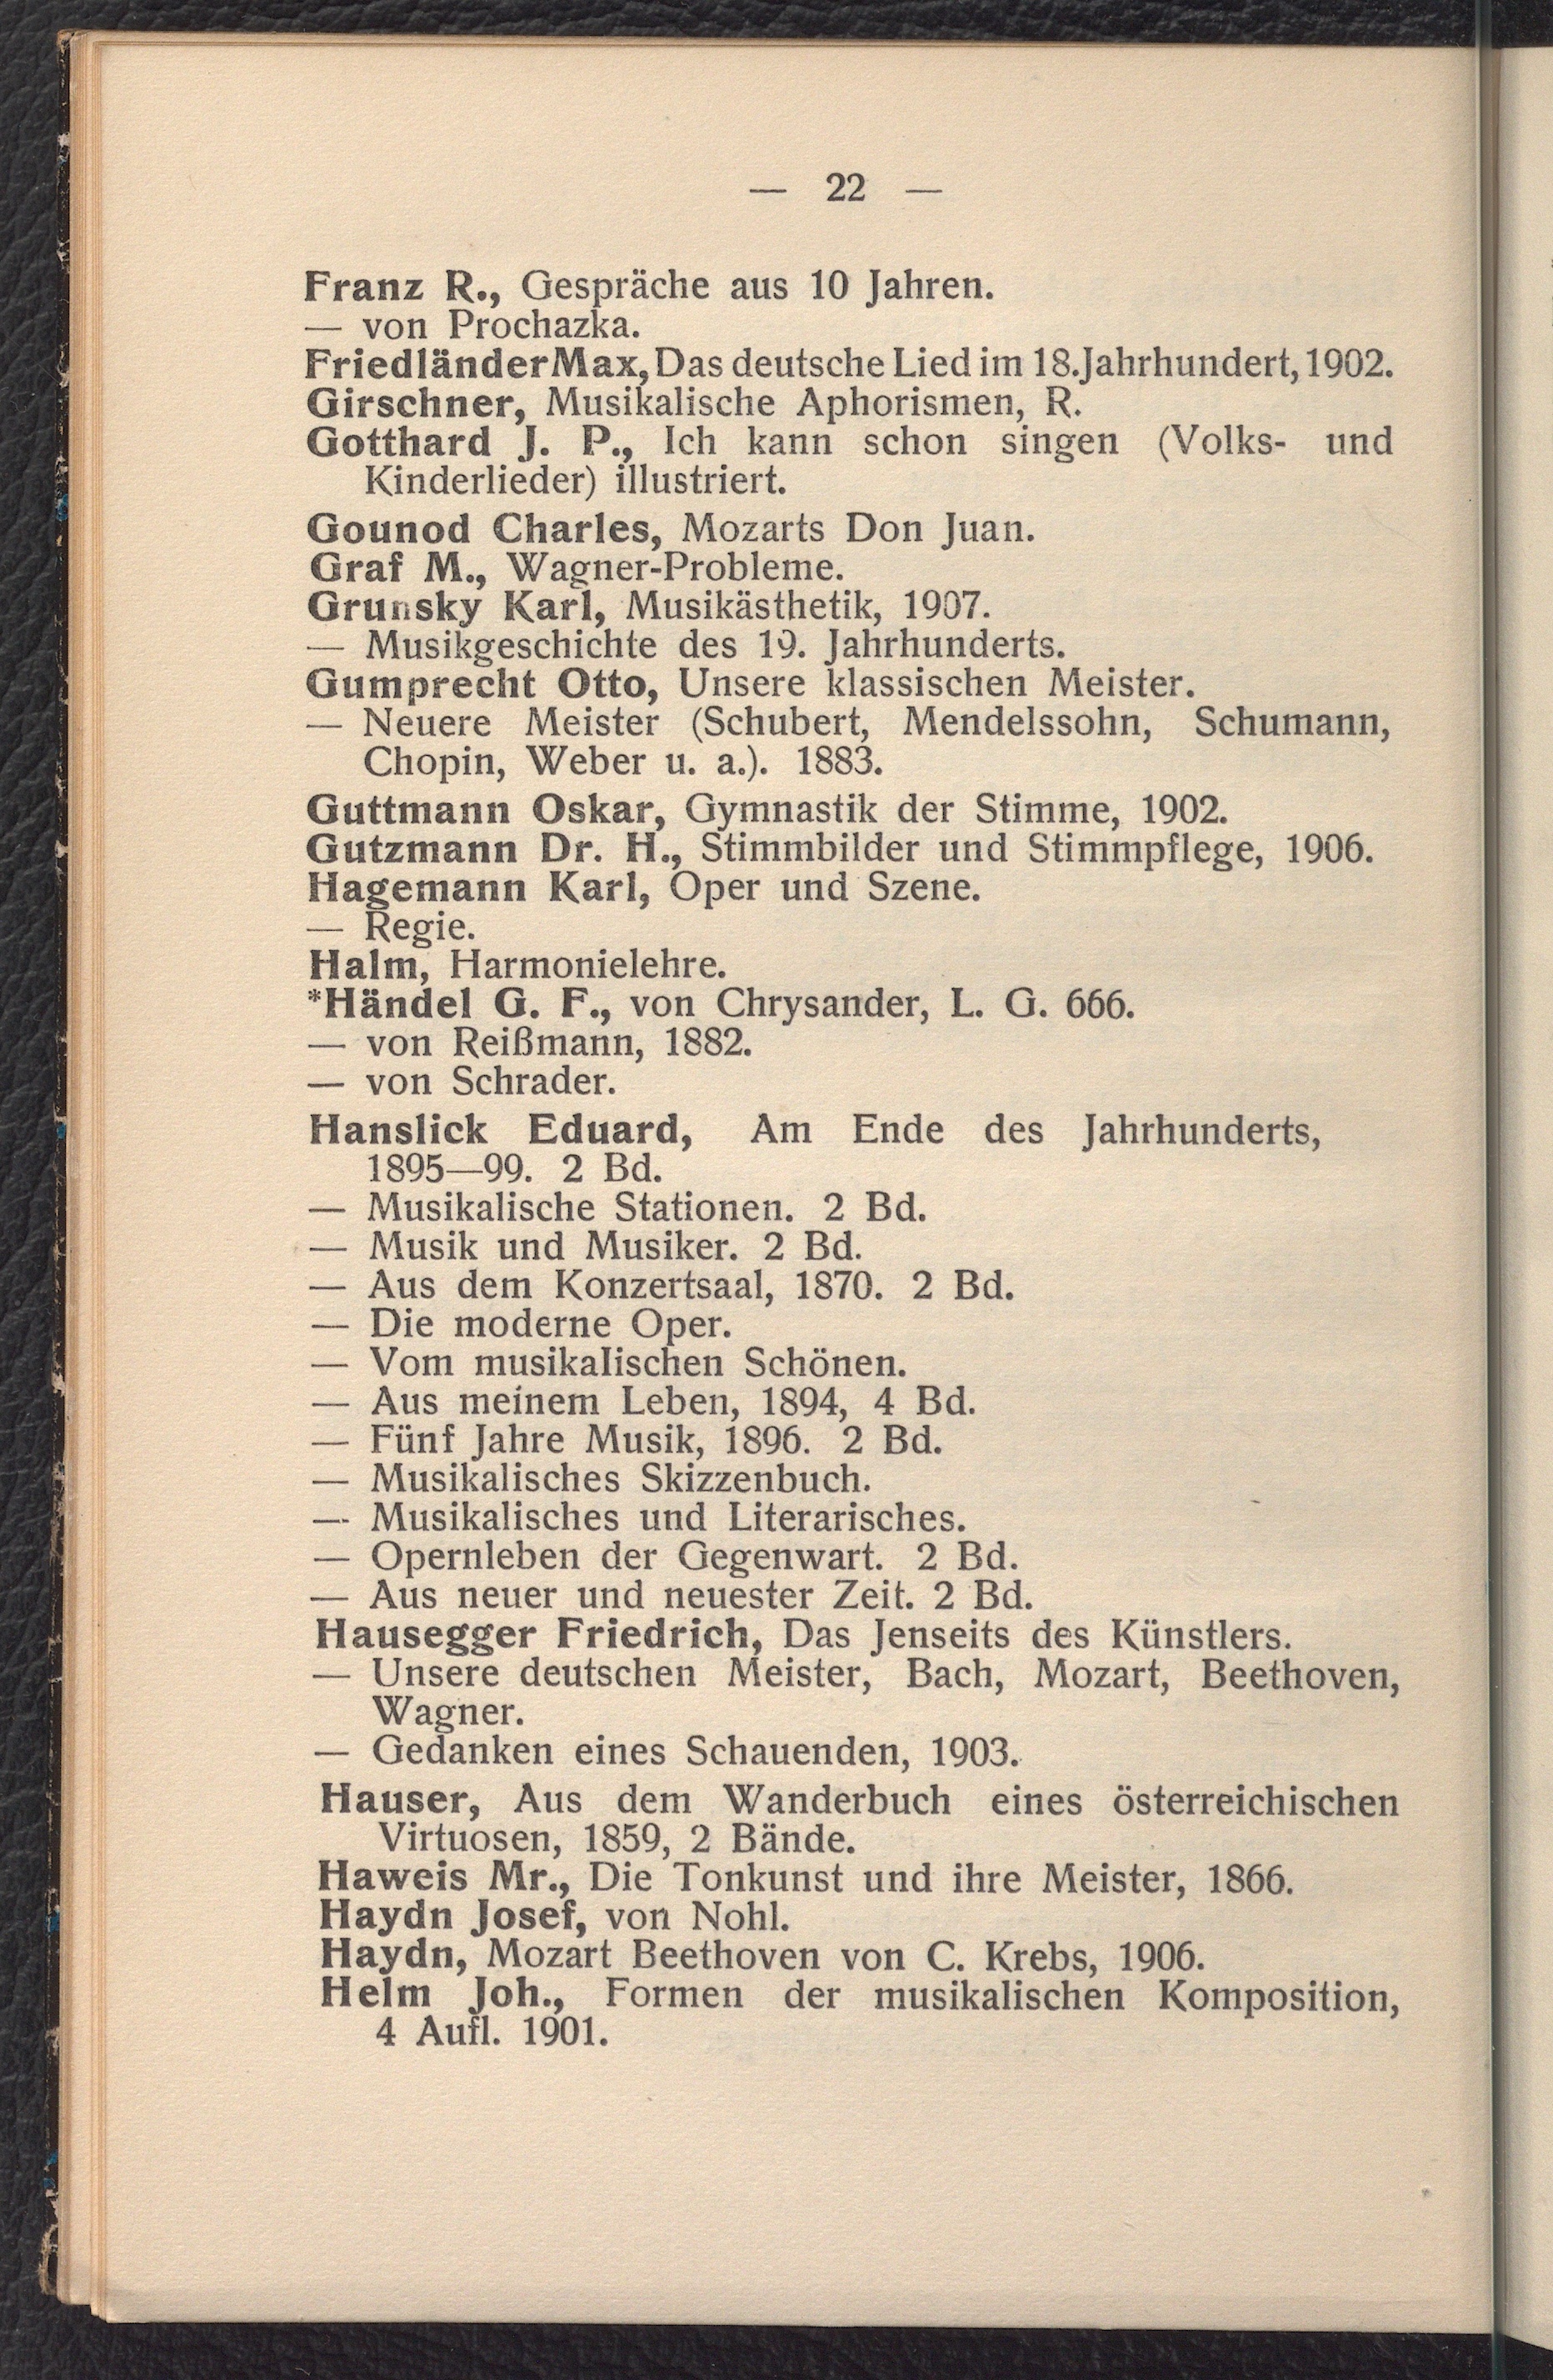 — 22 —
Franz R., Gespräche aus 10 Jahren.
— von Prochazka.
Friedländer Max, Das deutsche Lied im 18. Jahrhundert, 1902.
Girschner, Musikalische Aphorismen, R.
Gotthard J. P., Ich kann schon singen (Volks- und
Kinderlieder) illustriert.
Gounod Charles, Mozarts Don Juan.
Graf M., Wagner-Probleme.
Grunsky Karl, Musikästhetik, 1907.
— Musikgeschichte des 19. Jahrhunderts.
Gumprecht Otto, Unsere klassischen Meister.
— Neuere Meister (Schubert, Mendelssohn, Schumann,
Chopin, Weber u. a.). 1883.
Guttmann Oskar, Gymnastik der Stimme, 1902.
Gutzmann Dr. H., Stimmbilder und Stimmpflege, 1906.
Hagemann Karl, Oper und Szene.
— Regie.
Halm, Harmonielehre.
*Händel G. F., von Chrysander, L. G. 666.
— von Reißmann, 1882.
— von Schrader.
Hanslick Eduard, Am Ende des Jahrhunderts,
1895—99. 2 Bd.
— Musikalische Stationen. 2 Bd.
— Musik und Musiker. 2 Bd.
— Aus dem Konzertsaal, 1870. 2 Bd.
— Die moderne Oper.
— Vom musikalischen Schönen.
— Aus meinem Leben, 1894, 4 Bd.
— Fünf Jahre Musik, 1896. 2 Bd.
— Musikalisches Skizzenbuch.
— Musikalisches und Literarisches.
— Opernleben der Gegenwart. 2 Bd.
— Aus neuer und neuester Zeit. 2 Bd.
Hausegger Friedrich, Das Jenseits des Künstlers.
— Unsere deutschen Meister, Bach, Mozart, Beethoven,
Wagner.
— Gedanken eines Schauenden, 1903.
Hauser, Aus dem Wanderbuch eines österreichischen
Virtuosen, 1859, 2 Bände.
Haweis Mr., Die Tonkunst und ihre Meister, 1866.
Haydn Josef, von Nohl.
Haydn, Mozart Beethoven von C. Krebs, 1906.
Helm Joh., Formen der musikalischen Komposition,
4 Aufl. 1901.